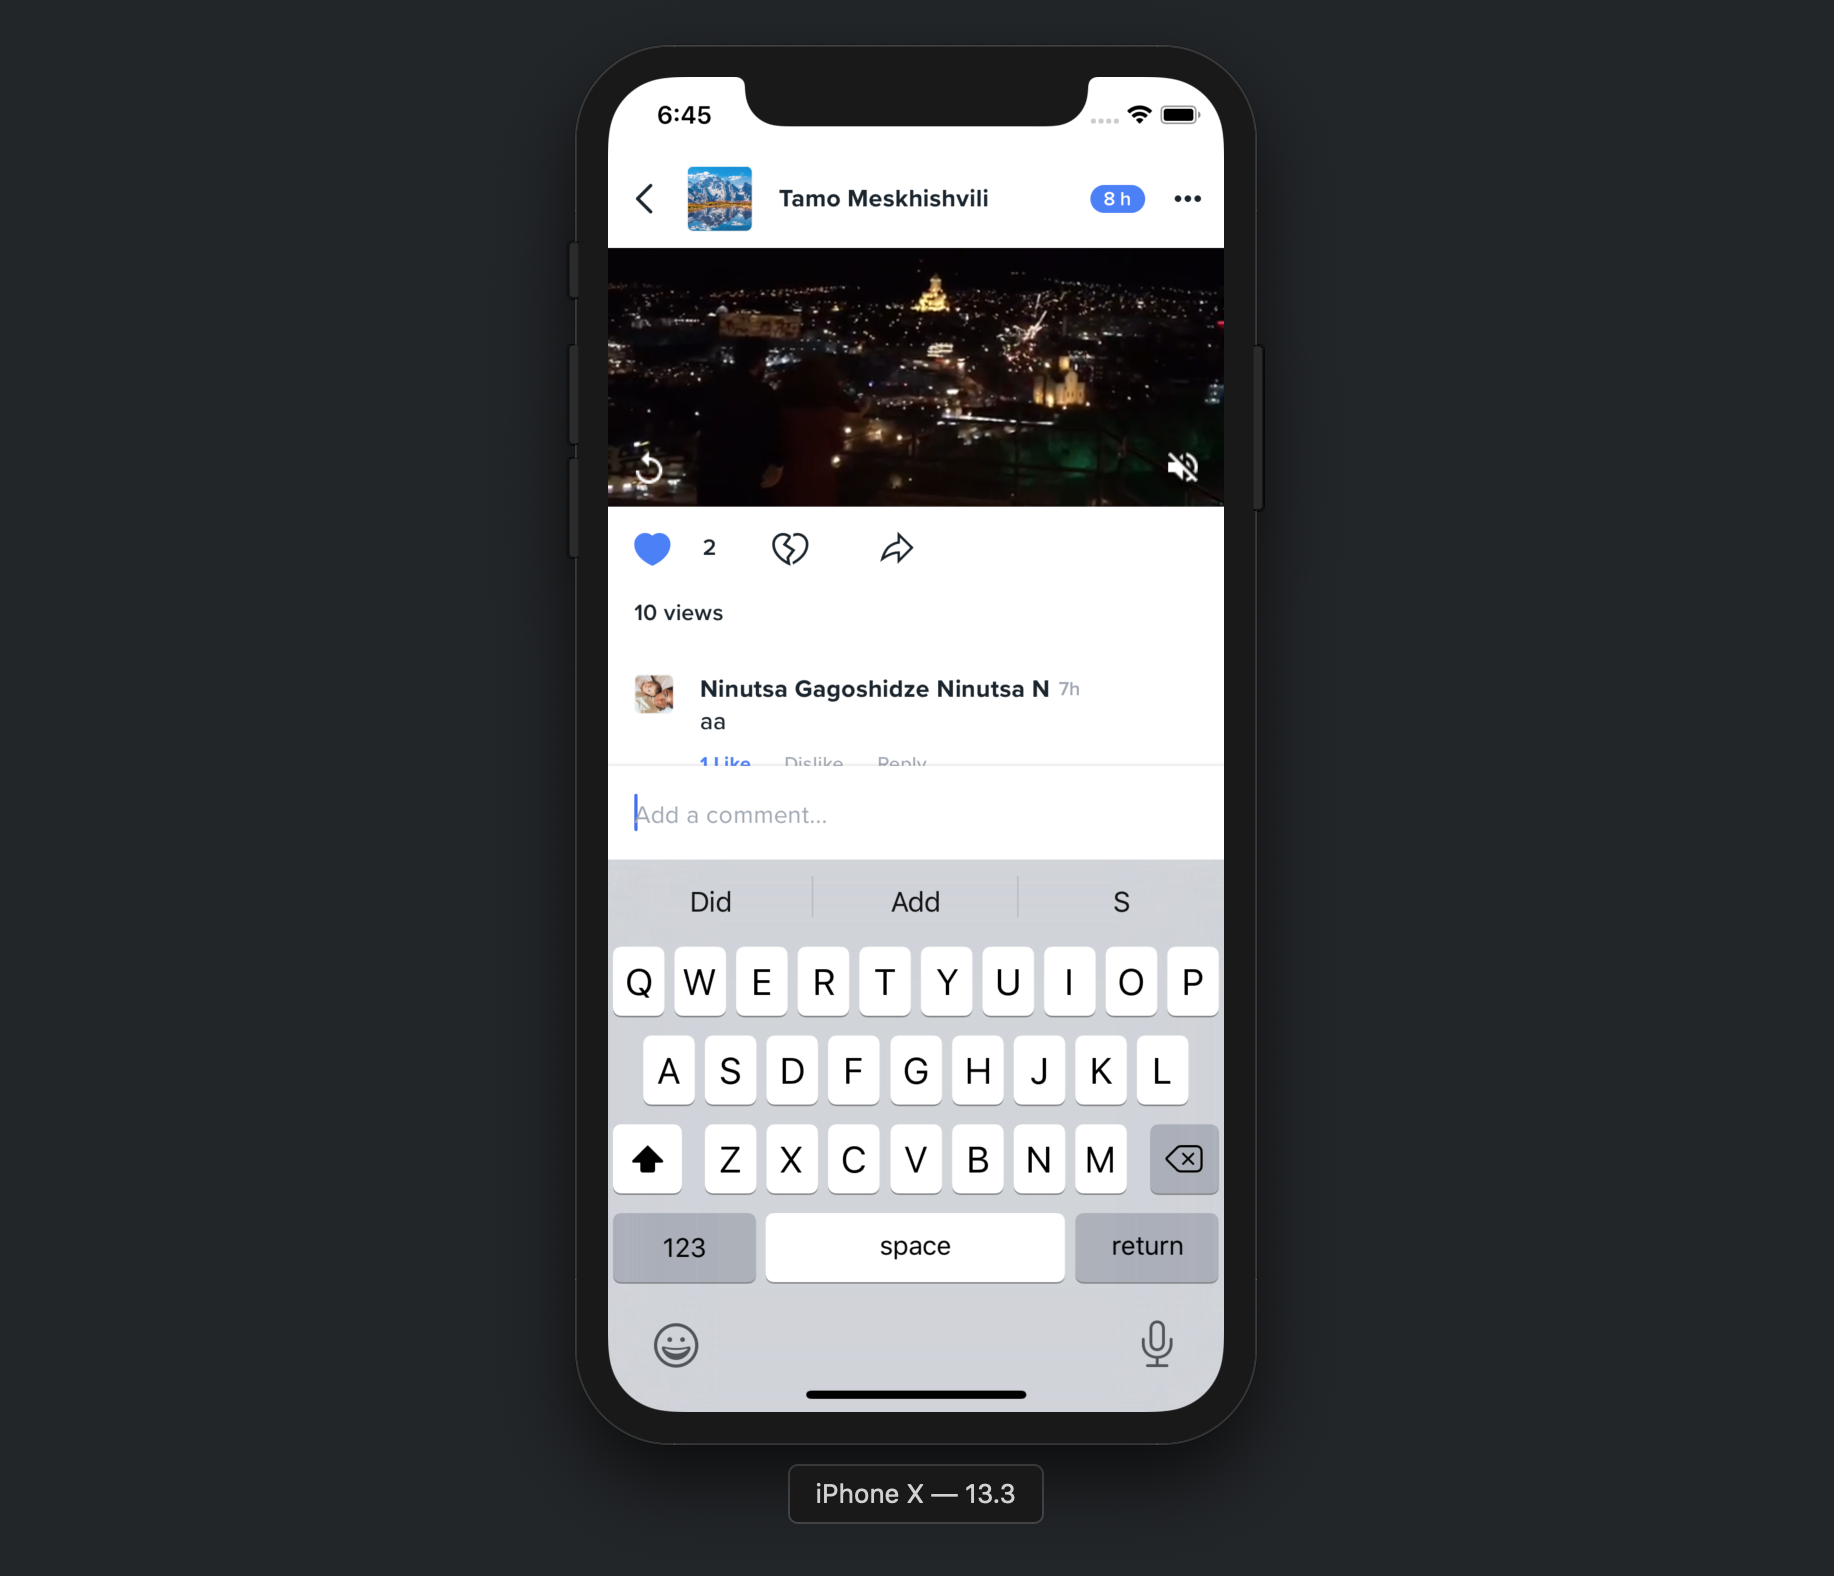 6:45
Tamo Meskhishvili
8 h
2
10 views
Ninutsa Gagoshidze Ninutsa N 7h
aa
1 Like Dislike Reply
Add a comment...
Did Add S
Q W E R T Y U I O P
A S D F G H J K L
Z X C V B N M
123 space return
iPhone X — 13.3